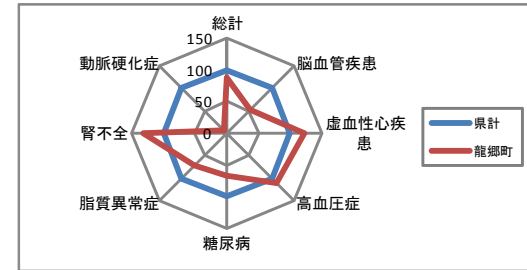 総計
150
100
50
0
脳血管疾患
虚血性心疾
患
高血圧症
糖尿病
脂質異常症
腎不全
動脈硬化症
県計
龍郷町